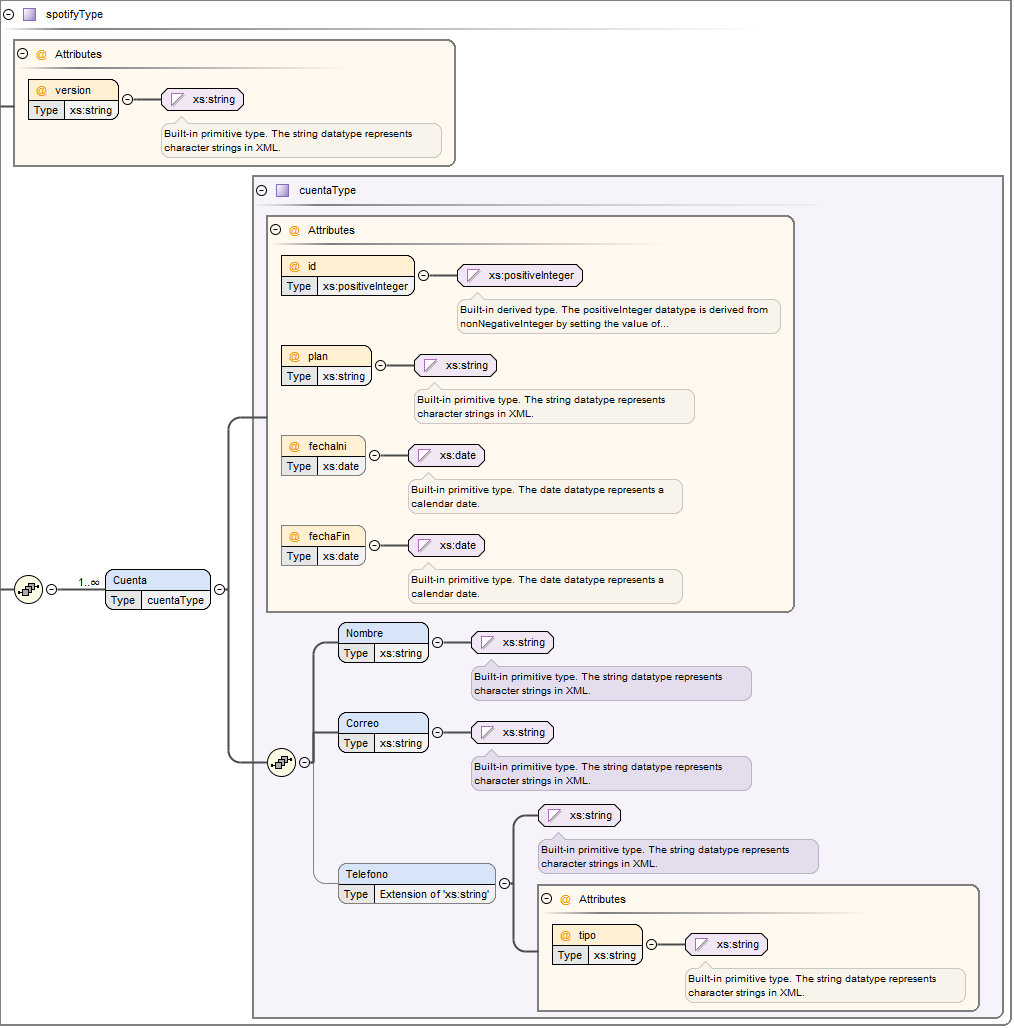 spotifyType
@ Attributes
@ version
Type xs:string
xs:string
Built-in primitive type. The string datatype represents
character strings in XML.
cuentaType
@ Attributes
@ id
Type xs:positiveInteger
xs:positiveInteger
Built-in derived type. The positiveInteger datatype is derived from
nonNegativeInteger by setting the value of...
@ plan
Type xs:string
xs:string
Built-in primitive type. The string datatype represents
character strings in XML.
@ fechaIni
Type xs:date
xs:date
Built-in primitive type. The date datatype represents a
calendar date.
@ fechaFin
Type xs:date
xs:date
Built-in primitive type. The date datatype represents a
calendar date.
1..∞
Cuenta
Type cuentaType
Nombre
Type xs:string
xs:string
Built-in primitive type. The string datatype represents
character strings in XML.
Correo
Type xs:string
xs:string
Built-in primitive type. The string datatype represents
character strings in XML.
Telefono
Type Extension of 'xs:string'
xs:string
Built-in primitive type. The string datatype represents
character strings in XML.
@ Attributes
@ tipo
Type xs:string
xs:string
Built-in primitive type. The string datatype represents
character strings in XML.